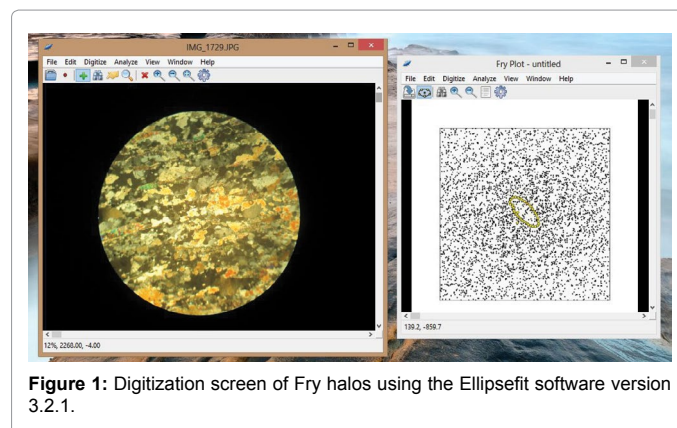 IMG_1729.JPG
File Edit Digitize Analyze View Window Help
12%, 2268.00, -4.00
Fry Plot - untitled
File Edit Digitize Analyze View Window Help
139.2, -859.7
Figure 1: Digitization screen of Fry halos using the Ellipsefit software version
3.2.1.